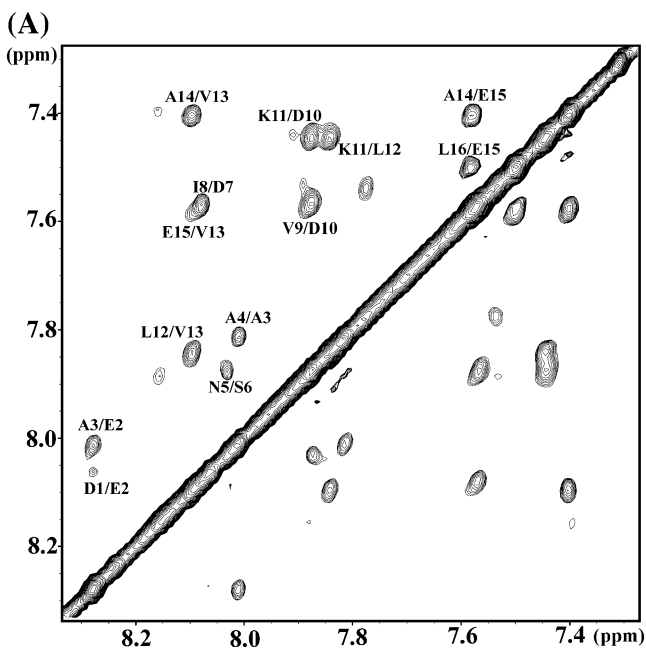 (A)
(ppm)
7.4
A14/V13
K11/D10
K11/L12
A14/E15
L16/E15
I8/D7
7.6
E15/V13
V9/D10
7.8
L12/V13
A4/A3
N5/S6
8.0
A3/E2
D1/E2
8.2
8.2 8.0 7.8 7.6 7.4 (ppm)